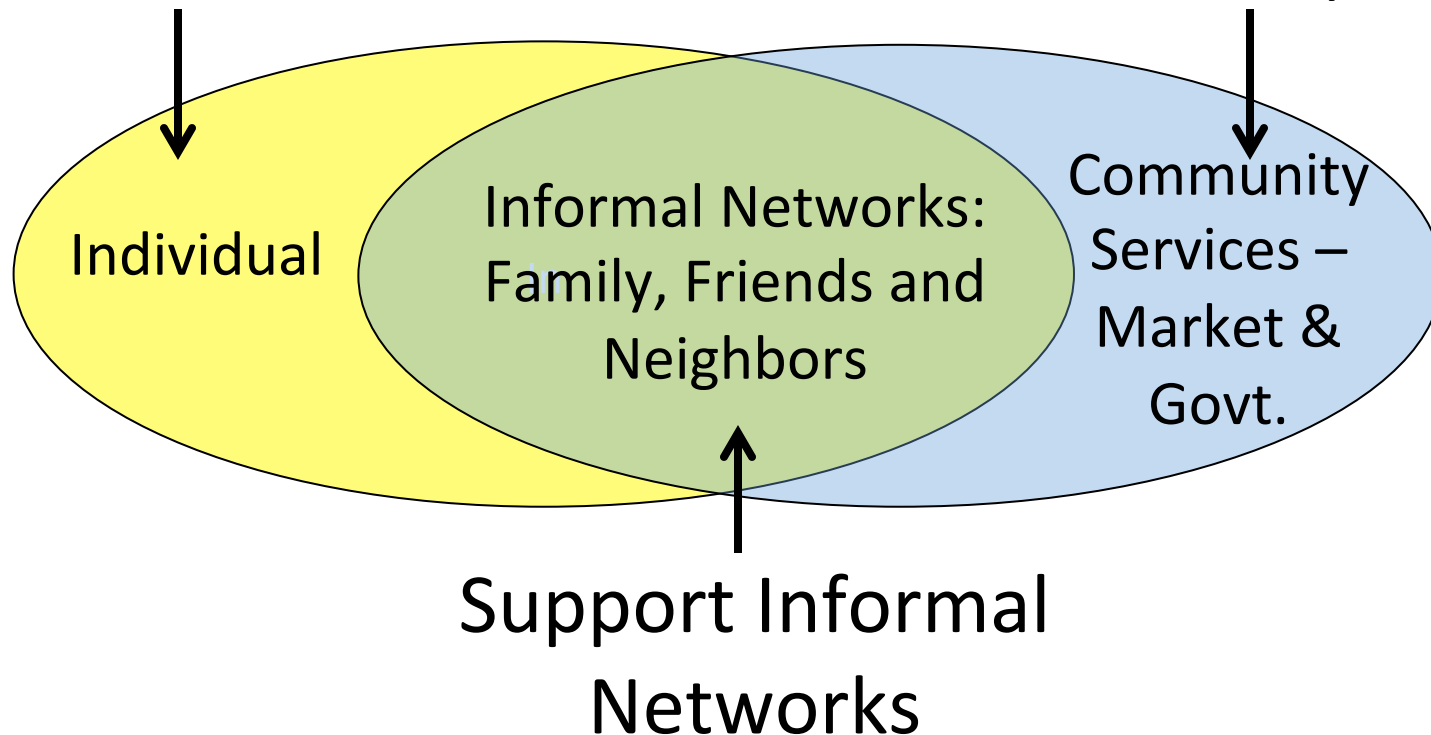 Individual
Informal Networks:
Family, Friends and
Neighbors
Community
Services –
Market &
Govt.
Support Informal
Networks